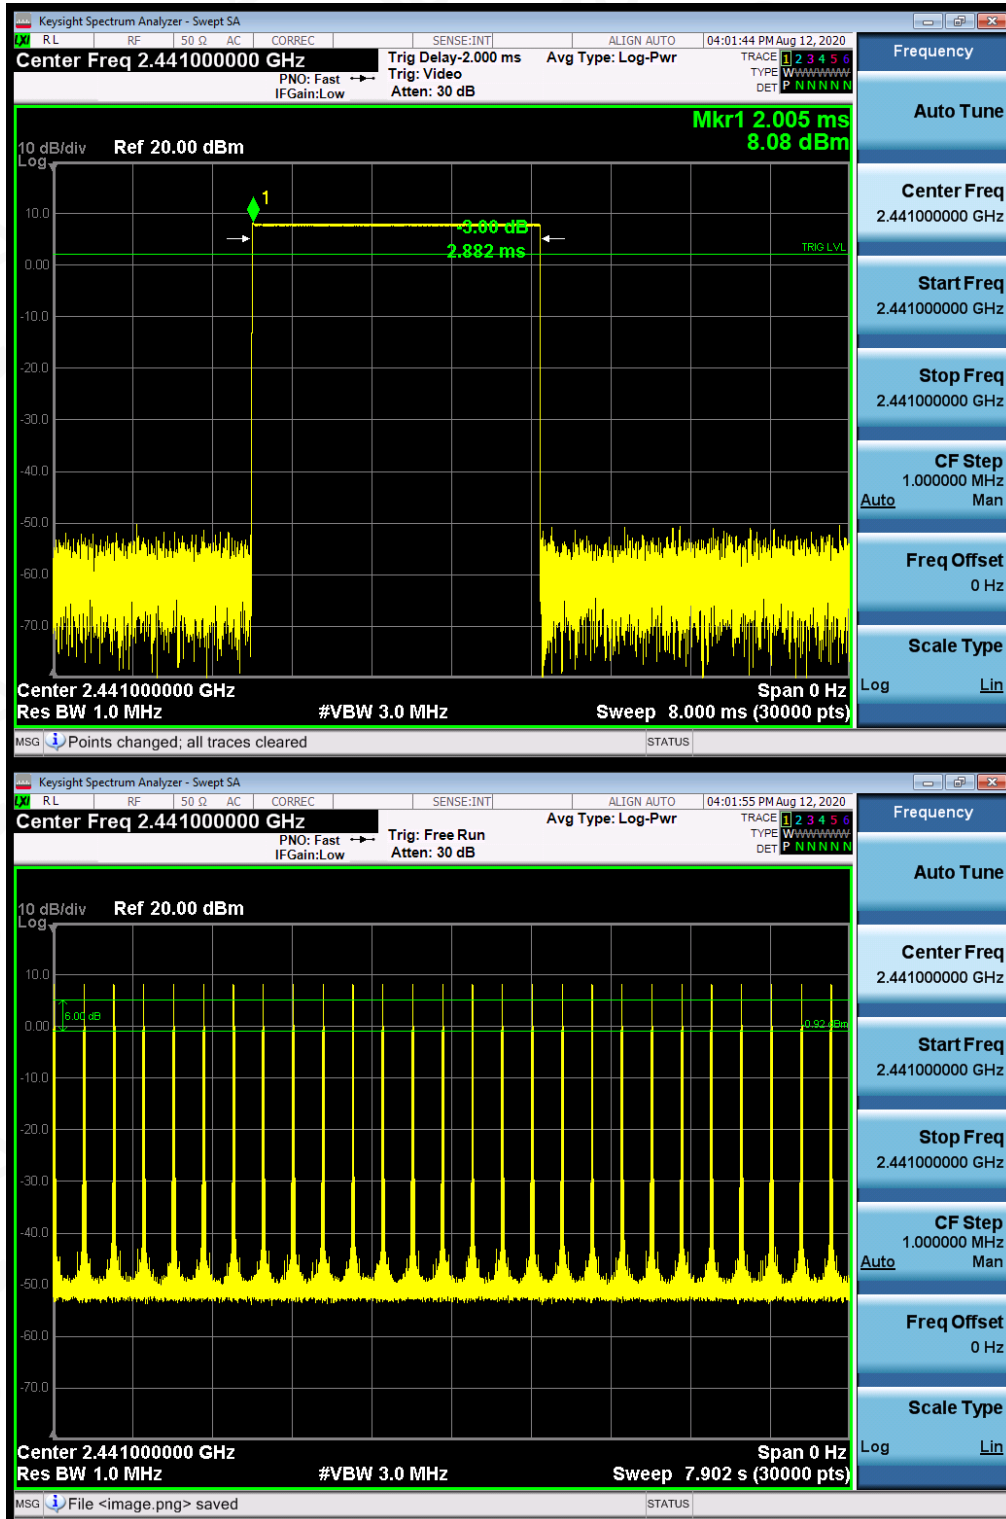 Keysight Spectrum Analyzer - Swept SA
LXI RL RF 50 Ω AC CORREC SENSE:INT ALIGN AUTO 04:01:44 PM Aug 12, 2020
Center Freq 2.441000000 GHz
PNO: Fast
IFGain:Low
Trig Delay-2.000 ms
Trig: Video
Atten: 30 dB
Avg Type: Log-Pwr
TRACE 1 2 3 4 5 6
TYPE WWWWWW
DET P N N N N N
Mkr1 2.005 ms
8.08 dBm
10 dB/div Ref 20.00 dBm
Log
1
10.0
-3.00 dB
2.882 ms
TRIG LVL
0.00
-10.0
-20.0
-30.0
-40.0
-50.0
-60.0
-70.0
Center 2.441000000 GHz Span 0 Hz
Res BW 1.0 MHz #VBW 3.0 MHz Sweep 8.000 ms (30000 pts)
MSG Points changed; all traces cleared STATUS
Frequency
Auto Tune
Center Freq
2.441000000 GHz
Start Freq
2.441000000 GHz
Stop Freq
2.441000000 GHz
CF Step
1.000000 MHz
Auto Man
Freq Offset
0 Hz
Scale Type
Log Lin
Keysight Spectrum Analyzer - Swept SA
LXI RL RF 50 Ω AC CORREC SENSE:INT ALIGN AUTO 04:01:55 PM Aug 12, 2020
Center Freq 2.441000000 GHz
PNO: Fast
IFGain:Low
Trig: Free Run
Atten: 30 dB
Avg Type: Log-Pwr
TRACE 1 2 3 4 5 6
TYPE WWWWWW
DET P N N N N N
10 dB/div Ref 20.00 dBm
Log
10.0
6.00 dB
0.00
-0.92 dBm
-10.0
-20.0
-30.0
-40.0
-50.0
-60.0
-70.0
Center 2.441000000 GHz Span 0 Hz
Res BW 1.0 MHz #VBW 3.0 MHz Sweep 7.902 s (30000 pts)
MSG File <image.png> saved STATUS
Frequency
Auto Tune
Center Freq
2.441000000 GHz
Start Freq
2.441000000 GHz
Stop Freq
2.441000000 GHz
CF Step
1.000000 MHz
Auto Man
Freq Offset
0 Hz
Scale Type
Log Lin